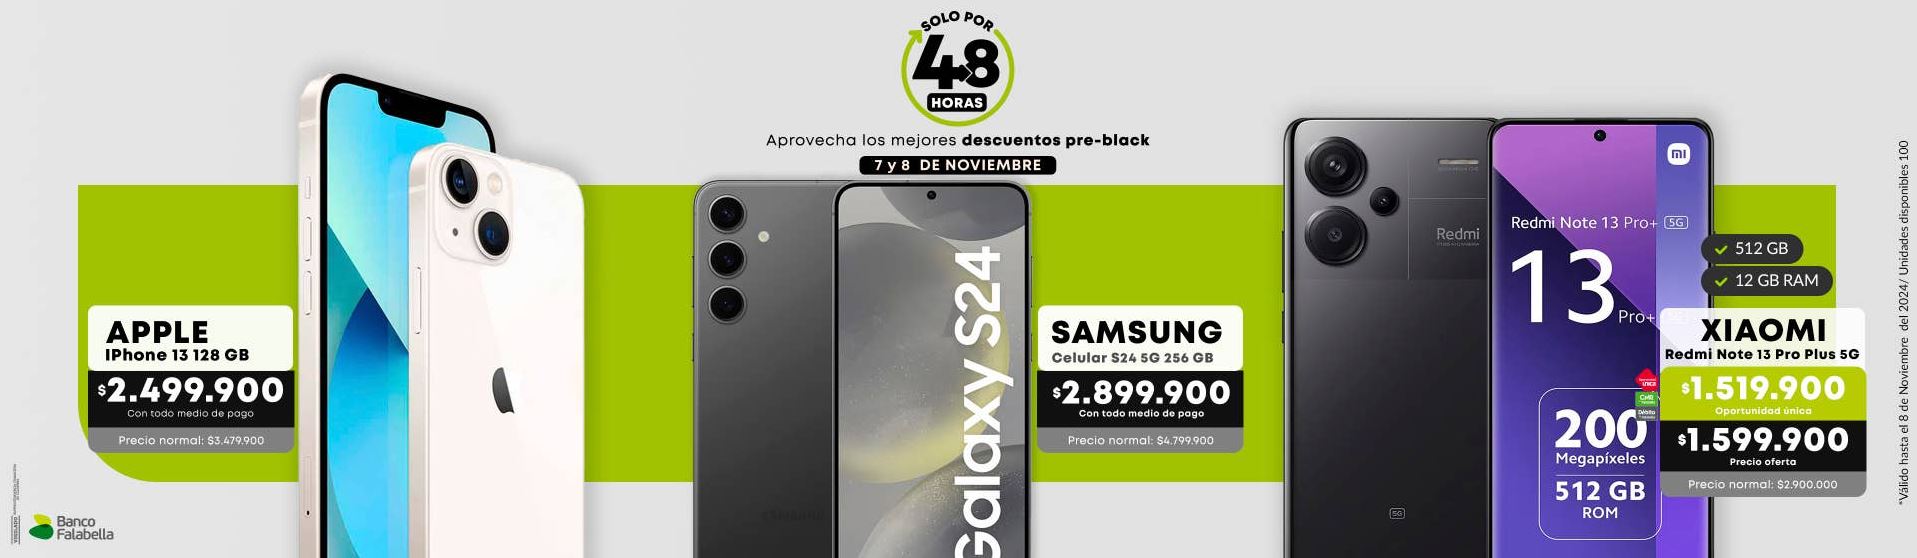 SOLO POR
48
HORAS
Aprovecha los mejores descuentos pre-black
7 y 8 DE NOVIEMBRE
APPLE
IPhone 13 128 GB
$2.499.900
Con todo medio de pago
Precio normal: $3.479.900
Banco
Falabella
Galaxy S24
SAMSUNG
Celular S24 5G 256 GB
$2.899.900
Con todo medio de pago
Precio normal: $4.799.900
Redmi
5G
mi
Redmi Note 13 Pro+ 5G
13
Pro+
200
Megapíxeles
512 GB
ROM
512 GB
12 GB RAM
XIAOMI
Redmi Note 13 Pro Plus 5G
única
CMR
Débito
$1.519.900
Oportunidad única
$1.599.900
Precio oferta
Precio normal: $2.900.000
*Válido hasta el 8 de Noviembre del 2024/ Unidades disponibles 100